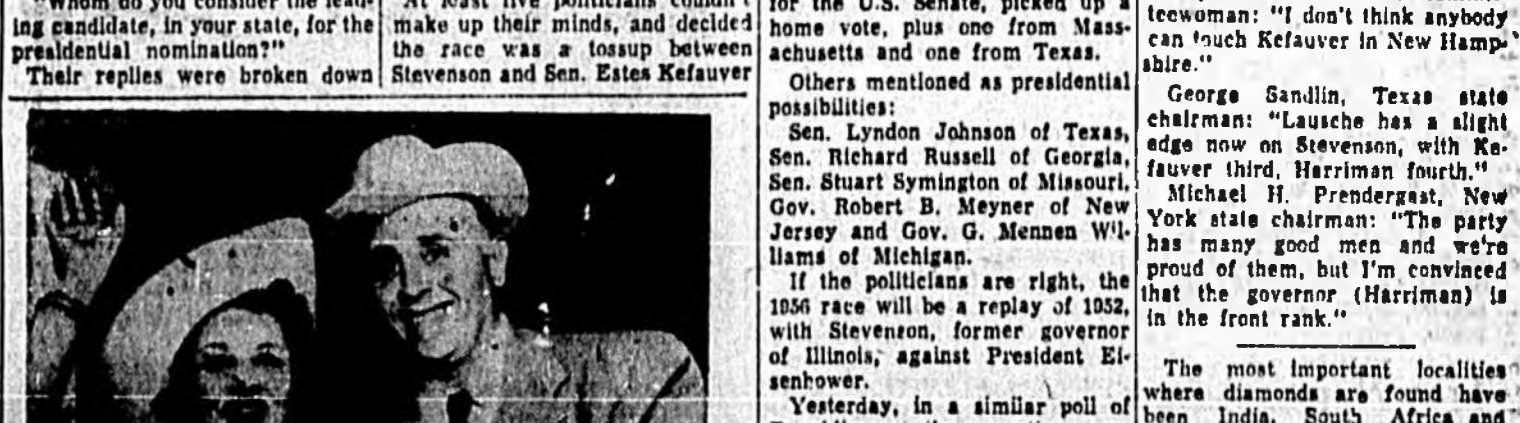 "Whom do you consider the lead-
ing candidate, in your state, for the
presidential nomination?"
Their replies were broken down
At least five politicians couldn't
make up their minds, and decided
the race was a tossup between
Stevenson and Sen. Estes Kefauver
for the U.S. Senate, picked up a
home vote, plus one from Mass-
achusetts and one from Texas.
Others mentioned as presidential
possibilities:
Sen. Lyndon Johnson of Texas,
Sen. Richard Russell of Georgia,
Sen. Stuart Symington of Missouri,
Gov. Robert B. Meyner of New
Jersey and Gov. G. Mennen Wil-
liams of Michigan.
If the politicians are right, the
1956 race will be a replay of 1952,
with Stevenson, former governor
of Illinois, against President Ei-
senhower.
Yesterday, in a similar poll of
teewoman: "I don't think anybody
can touch Kefauver in New Hamp-
shire."
George Sandlin, Texas state
chairman: "Lausche has a slight
edge now on Stevenson, with Ke-
fauver third, Harriman fourth."
Michael H. Prendergast, New
York state chairman: "The party
has many good men and we're
proud of them, but I'm convinced
that the governor (Harriman) is
in the front rank."
The most important localities
where diamonds are found have
been India, South Africa and